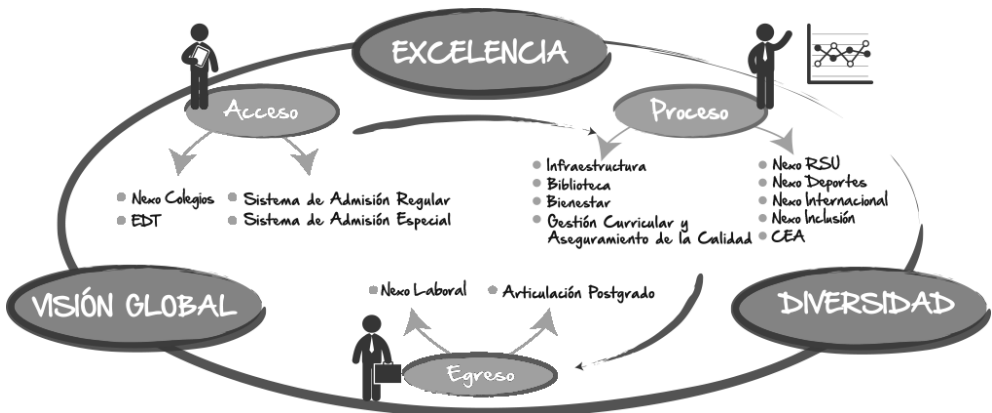 EXCELENCIA
Acceso
Proceso
Nexo Colegios
EDT
Sistema de Admisión Regular
Sistema de Admisión Especial
Infraestructura
Biblioteca
Bienestar
Gestión Curricular y
Aseguramiento de la Calidad
Nexo RSU
Nexo Deportes
Nexo Internacional
Nexo Inclusión
CEA
VISIÓN GLOBAL
DIVERSIDAD
Nexo Laboral
Articulación Postgrado
Egreso